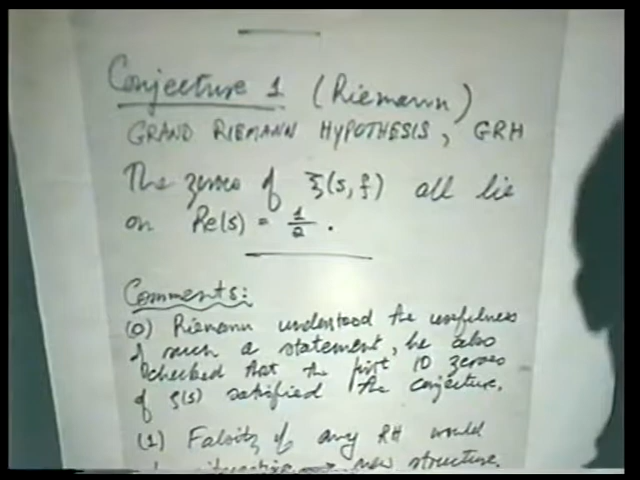 Conjecture 1 (Riemann)
GRAND RIEMANN HYPOTHESIS, GRH
The zeroes of ξ(s, f) all lie
on Re(s) = 1/2.
Comments:
(0) Riemann understood the usefulness
of such a statement, he also
checked that the first 10 zeroes
of ζ(s) satisfied the conjecture.
(1) Falsity of any RH would
new structure.